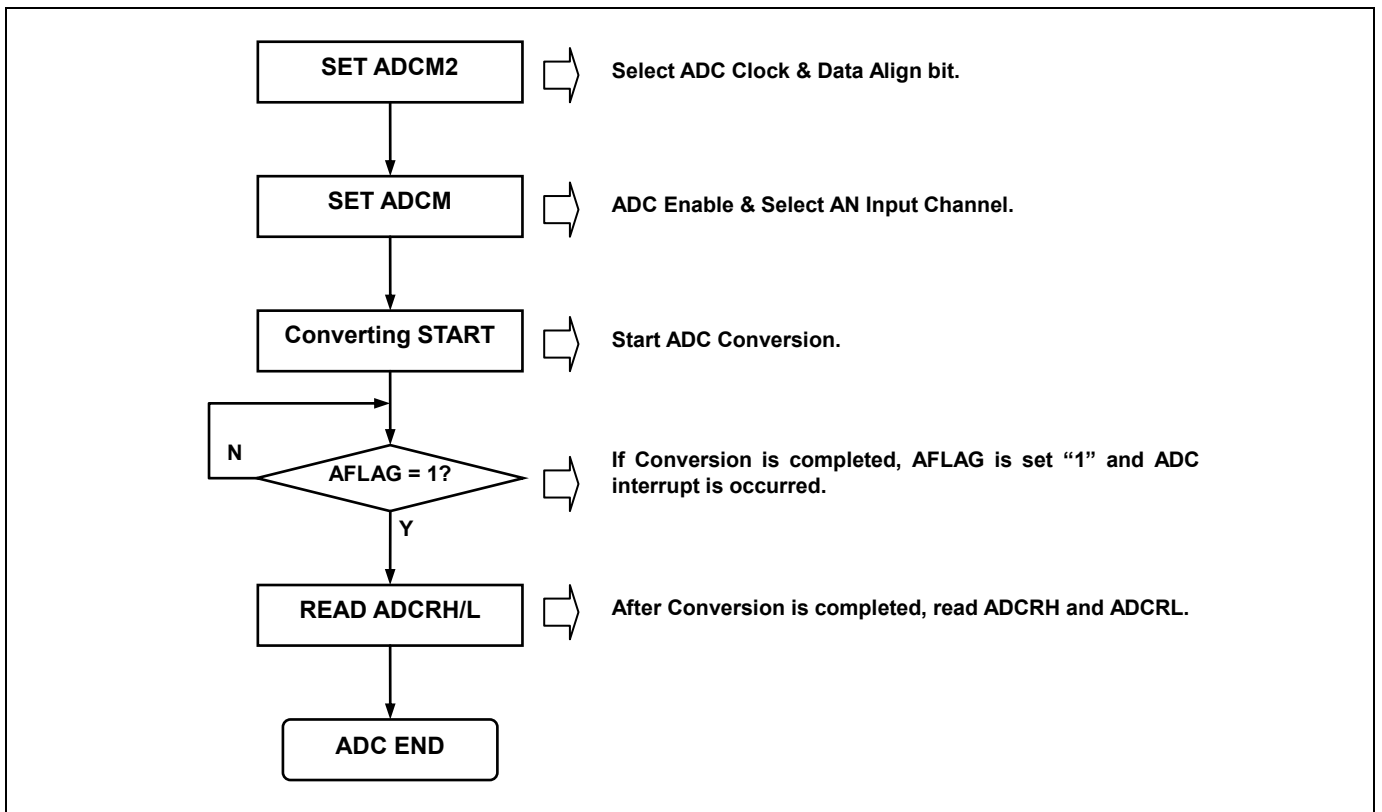 SET ADCM2
Select ADC Clock & Data Align bit.
SET ADCM
ADC Enable & Select AN Input Channel.
Converting START
Start ADC Conversion.
N
AFLAG = 1?
If Conversion is completed, AFLAG is set “1” and ADC
interrupt is occurred.
Y
READ ADCRH/L
After Conversion is completed, read ADCRH and ADCRL.
ADC END